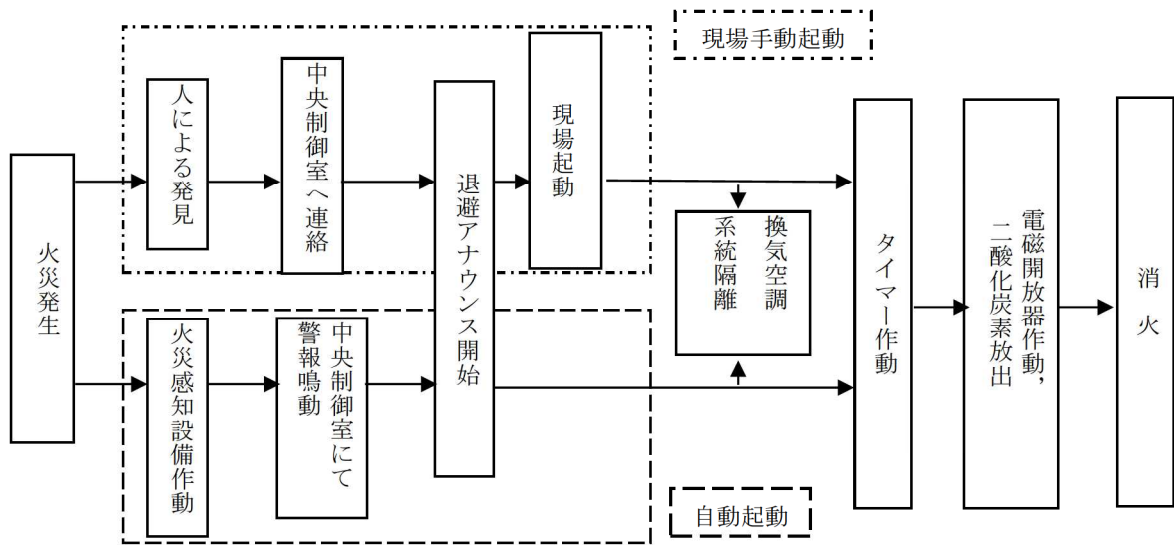 火災発生
人による発見
中央制御室へ連絡
退避アナウンス開始
現場起動
現場手動起動
火災感知設備作動
中央制御室にて
警報鳴動
換気空調
系統隔離
自動起動
タイマー作動
電磁開放器作動,
二酸化炭素放出
消火